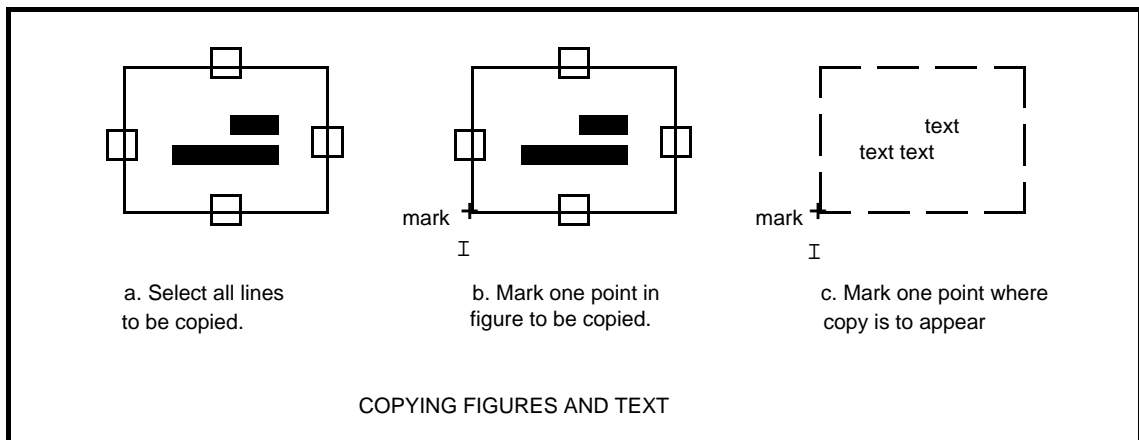 text
text text
mark
mark
a. Select all lines
to be copied.
b. Mark one point in
figure to be copied.
c. Mark one point where
copy is to appear
COPYING FIGURES AND TEXT